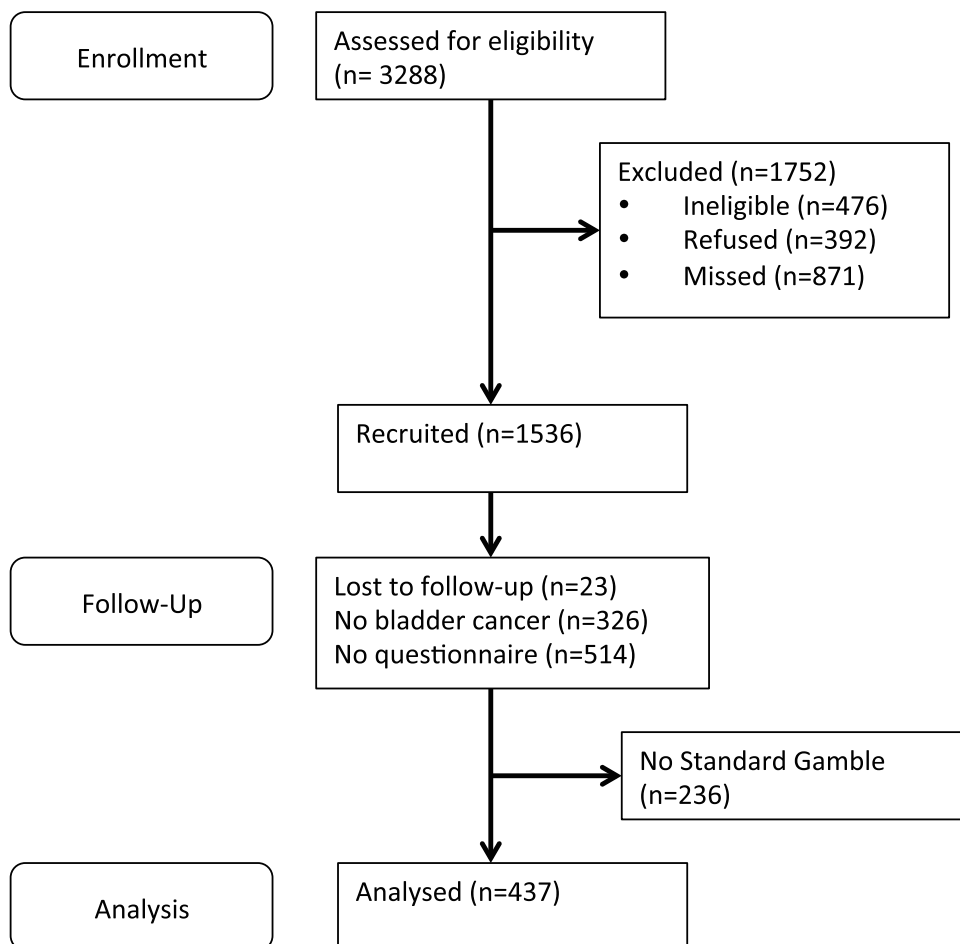 Enrollment
Assessed for eligibility
(n= 3288)
Excluded (n=1752)
• Ineligible (n=476)
• Refused (n=392)
• Missed (n=871)
Recruited (n=1536)
Follow-Up
Lost to follow-up (n=23)
No bladder cancer (n=326)
No questionnaire (n=514)
No Standard Gamble
(n=236)
Analysis
Analysed (n=437)